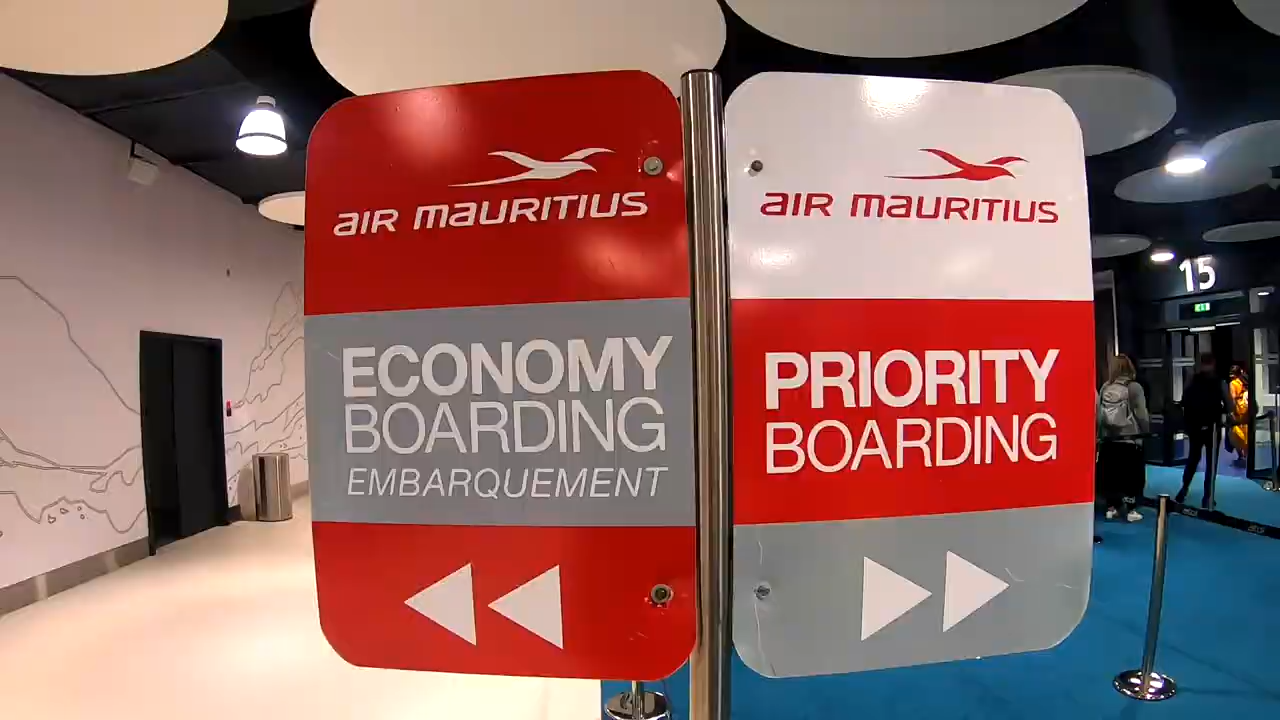 AIR MAURITIUS
ECONOMY
BOARDING
EMBARQUEMENT
AIR MAURITIUS
PRIORITY
BOARDING
15